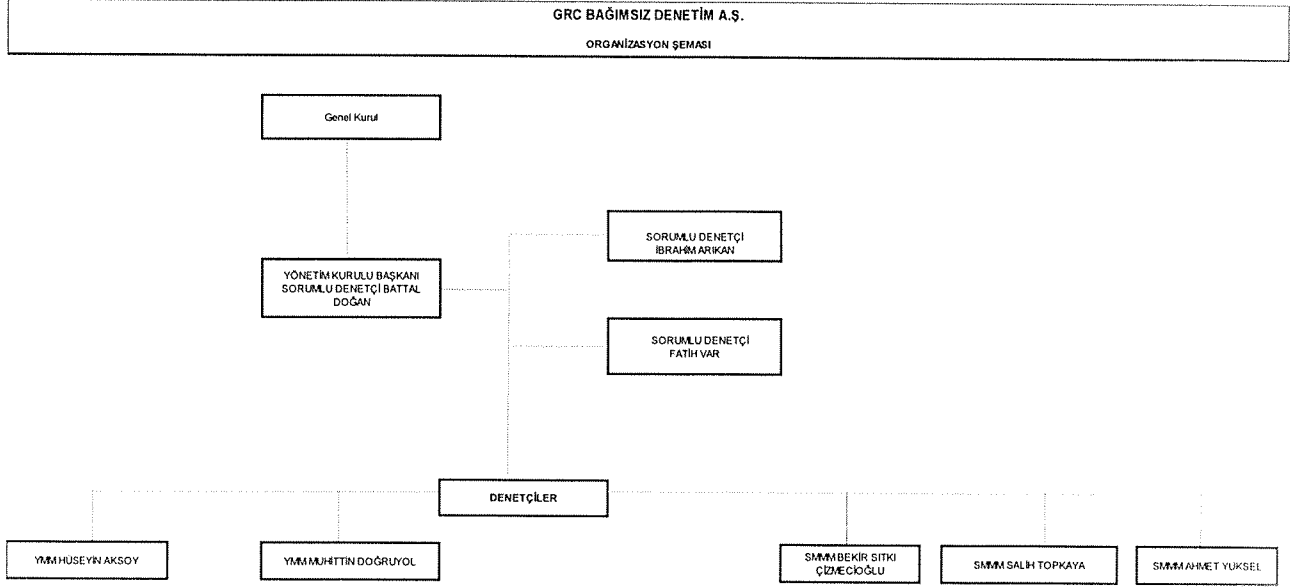 GRC BAĞIMSIZ DENETİM A.Ş.
ORGANİZASYON ŞEMASI
Genel Kurul
SORUMLU DENETÇİ
İBRAHİM ARIKAN
YÖNETİM KURULU BAŞKANI
SORUMLU DENETÇİ BATTAL
DOĞAN
SORUMLU DENETÇİ
FATİH VAR
DENETÇİLER
YMM HÜSEYİN AKSOY
YMM MUHİTTİN DOĞRUYOL
SMMM BEKİR SITKI
ÇİZMECİOĞLU
SMMM SALİH TOPKAYA
SMMM AHMET YÜKSEL